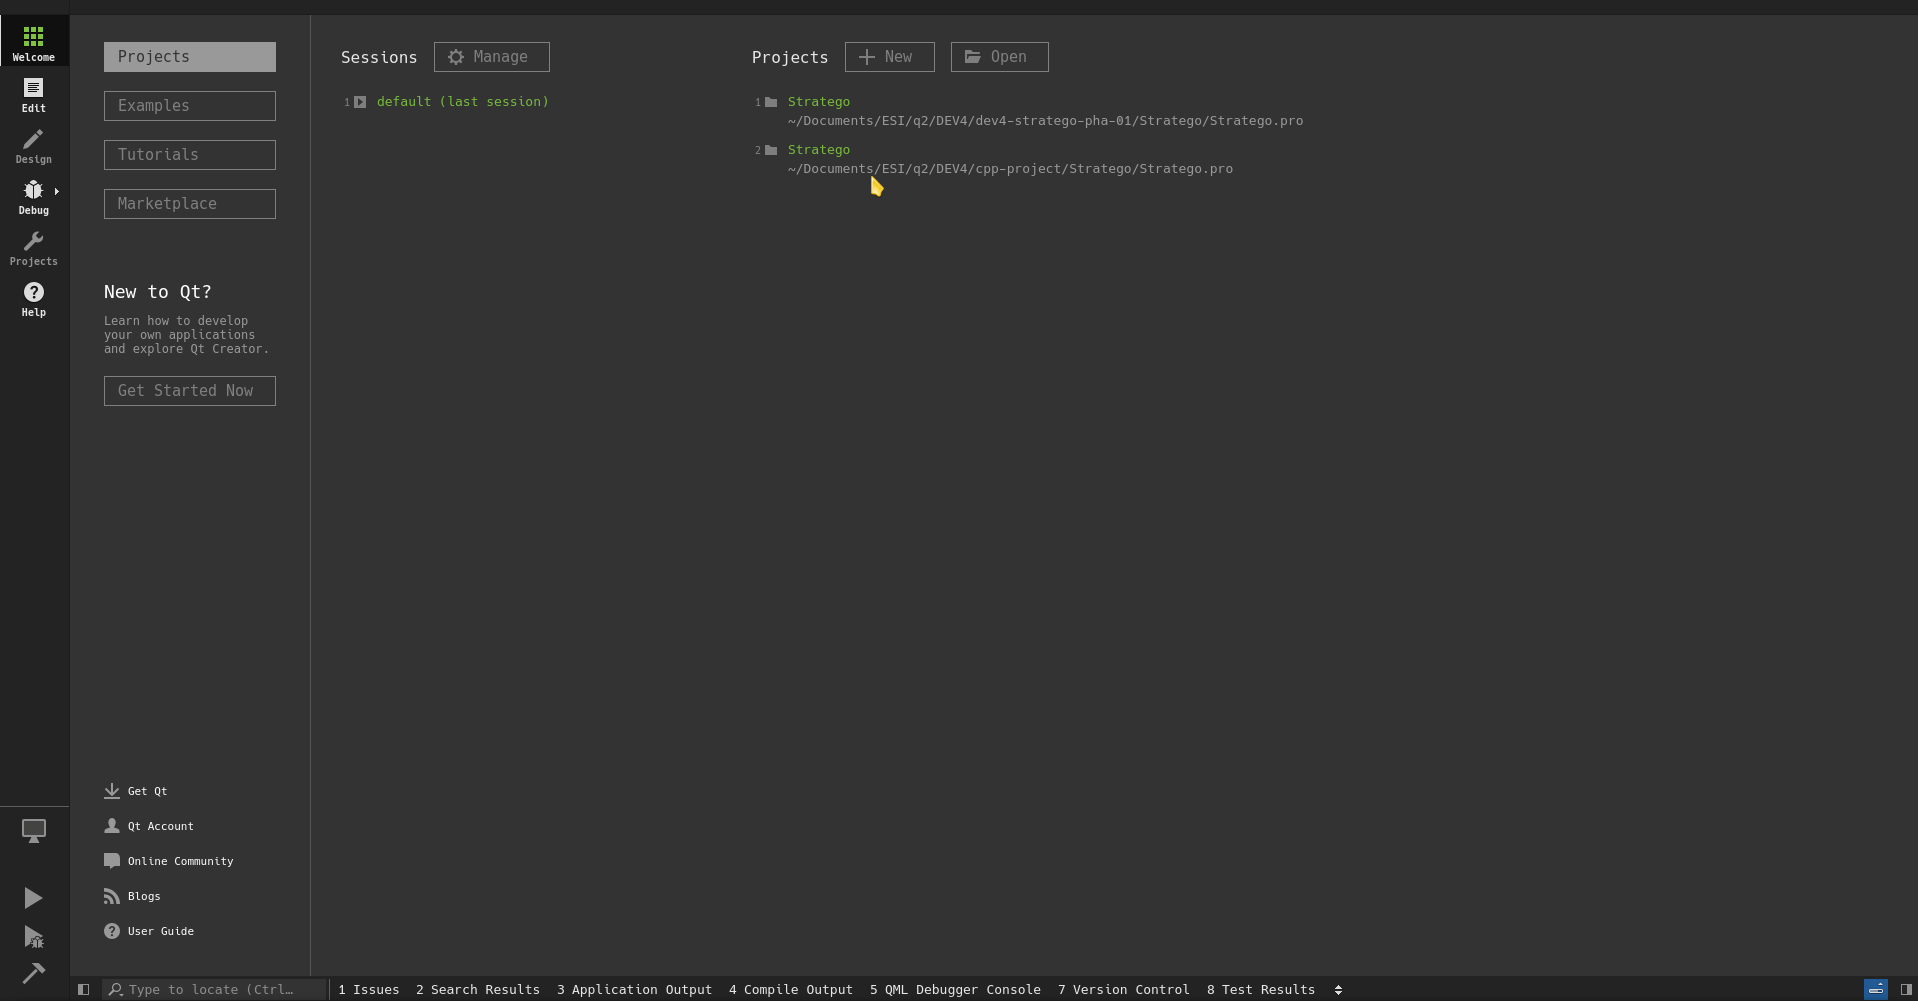 Welcome
Edit
Design
Debug
Projects
Help
Projects
Examples
Tutorials
Marketplace
New to Qt?
Learn how to develop
your own applications
and explore Qt Creator.
Get Started Now
Get Qt
Qt Account
Online Community
Blogs
User Guide
Sessions Manage
1 default (last session)
Projects New Open
1 Stratego
~/Documents/ESI/q2/DEV4/dev4-stratego-pha-01/Stratego/Stratego.pro
2 Stratego
~/Documents/ESI/q2/DEV4/cpp-project/Stratego/Stratego.pro
Type to locate (Ctrl… 1 Issues 2 Search Results 3 Application Output 4 Compile Output 5 QML Debugger Console 7 Version Control 8 Test Results